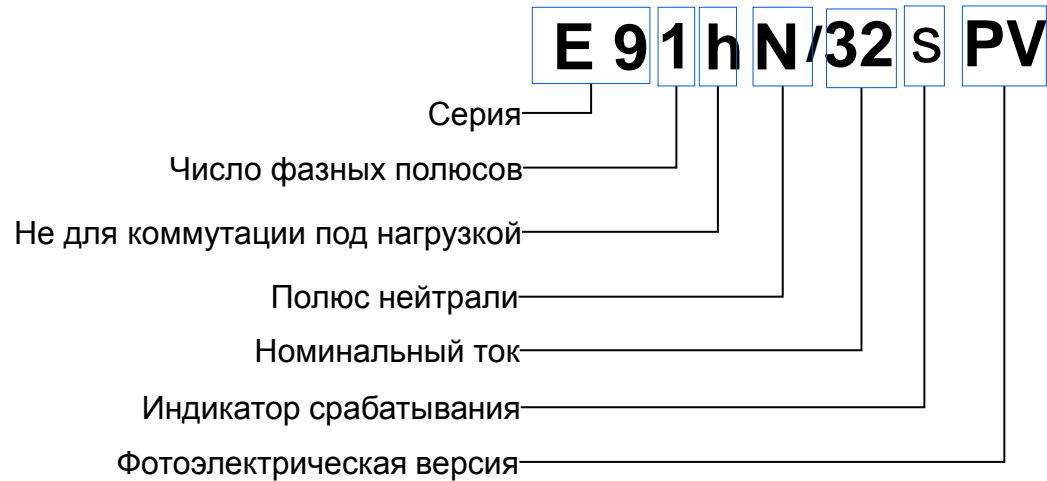 E 91hN/32 s PV
Серия
Число фазных полюсов
Не для коммутации под нагрузкой
Полюс нейтрали
Номинальный ток
Индикатор срабатывания
Фотоэлектрическая версия